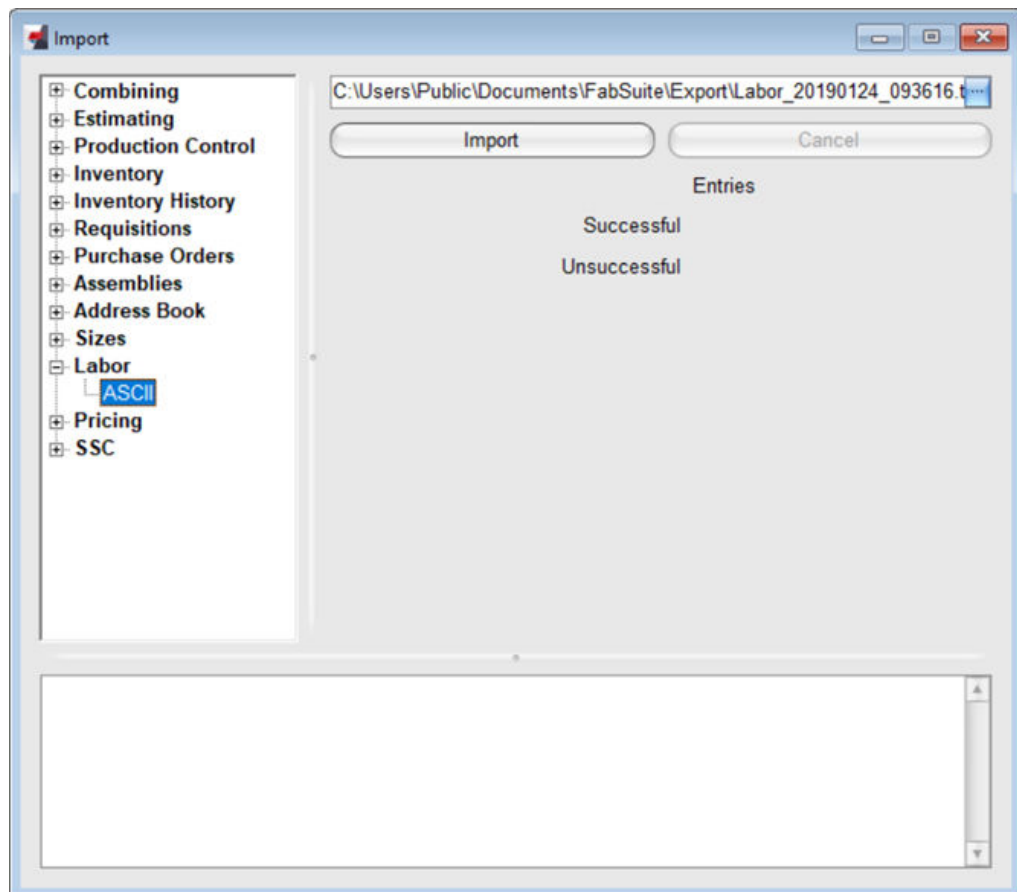 Import
Combining
Estimating
Production Control
Inventory
Inventory History
Requisitions
Purchase Orders
Assemblies
Address Book
Sizes
Labor
ASCII
Pricing
SSC
C:\Users\Public\Documents\FabSuite\Export\Labor_20190124_093616.t
...
Import
Cancel
Entries
Successful
Unsuccessful